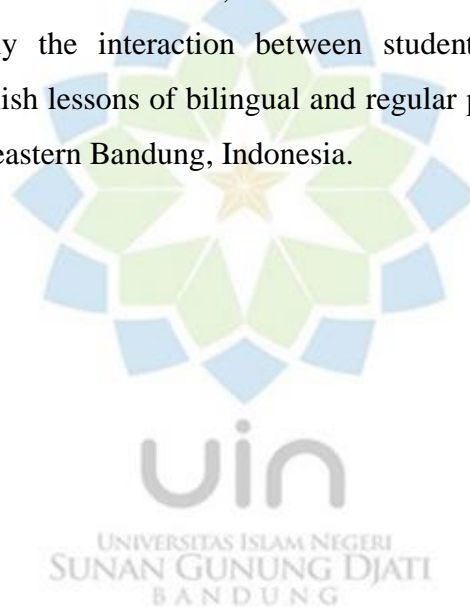 y the interaction between student
lish lessons of bilingual and regular p
eastern Bandung, Indonesia.
uin
UNIVERSITAS ISLAM NEGERI
SUNAN GUNUNG DJATI
BANDUNG